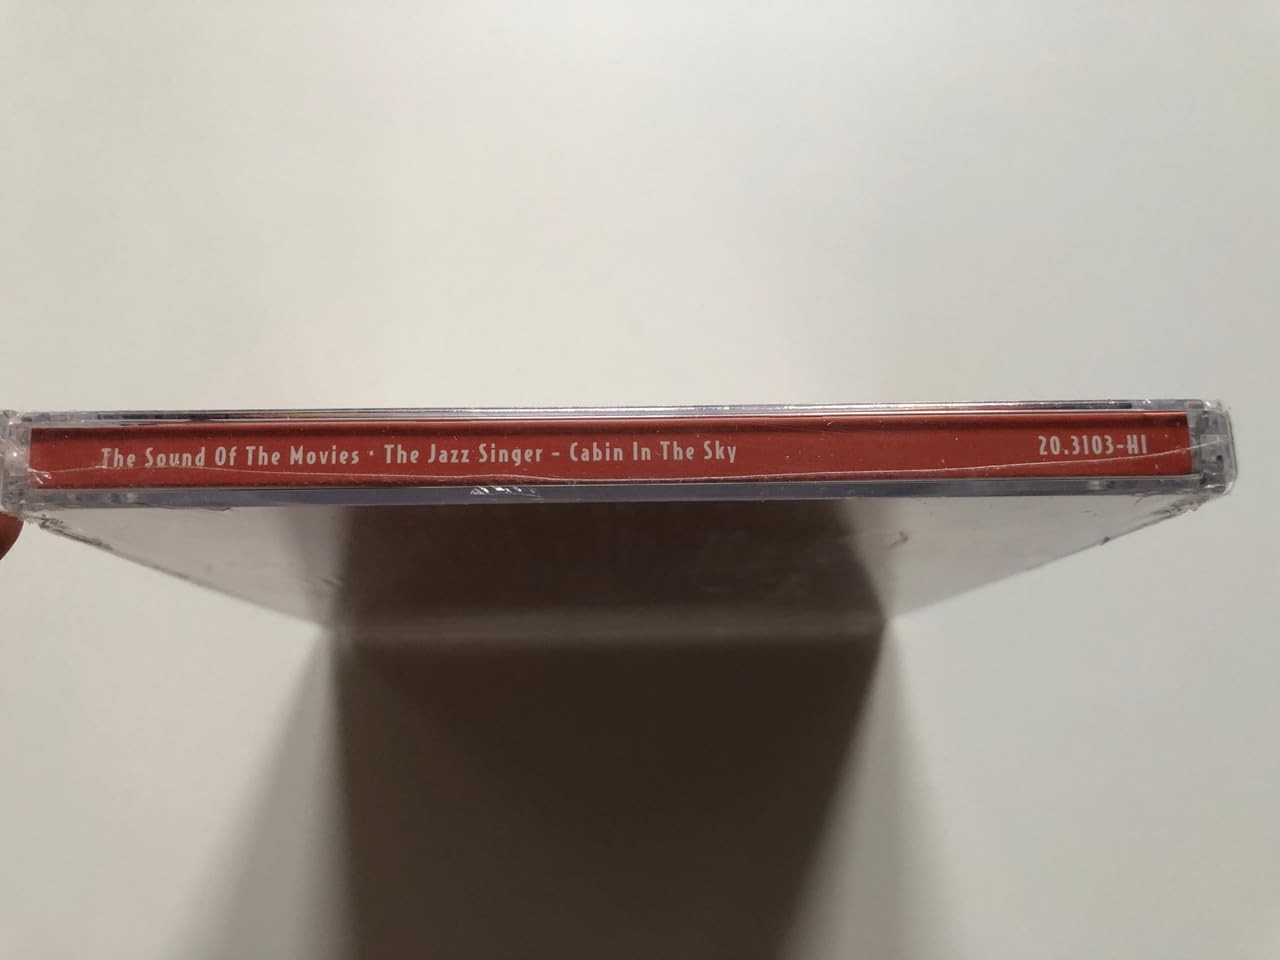 The Sound Of The Movies · The Jazz Singer – Cabin In The Sky 20.3103-HI